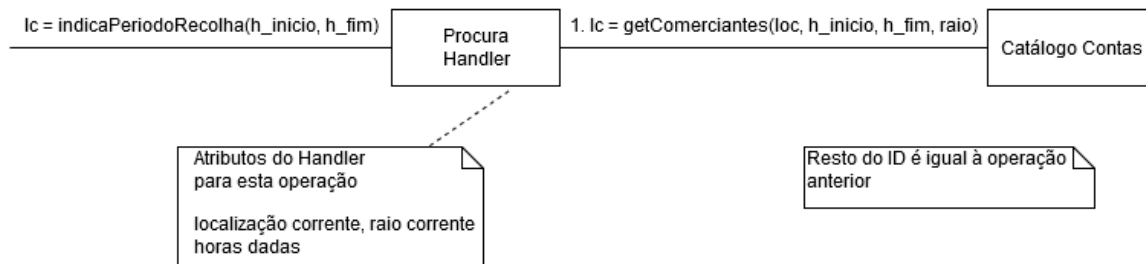 lc = indicaPeriodoRecolha(h_inicio, h_fim)
Procura
Handler
1. lc = getComerciantes(loc, h_inicio, h_fim, raio)
Catálogo Contas
Atributos do Handler
para esta operação
localização corrente, raio corrente
horas dadas
Resto do ID é igual à operação
anterior